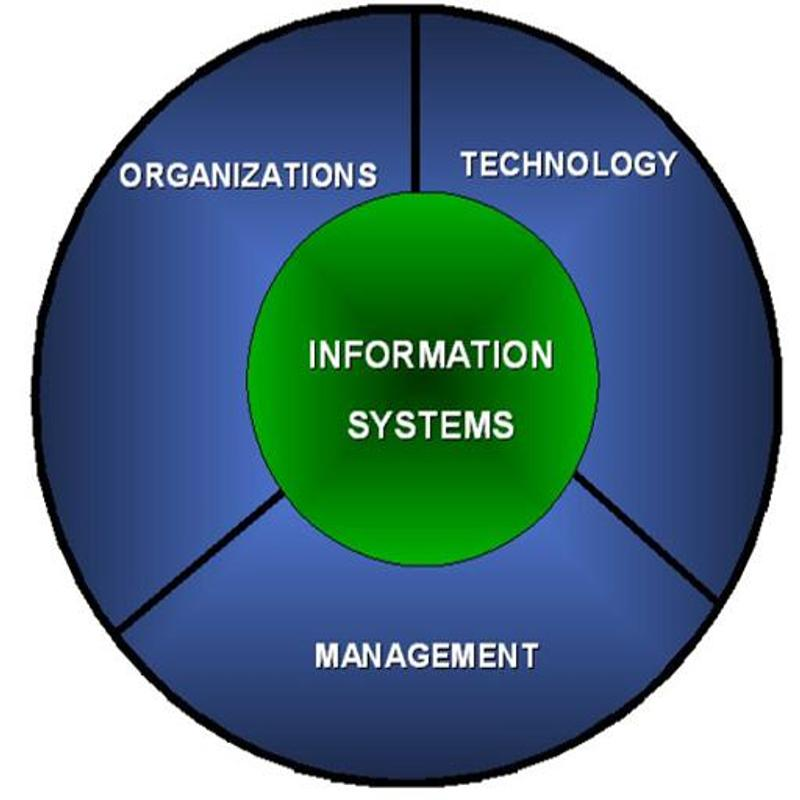 ORGANIZATIONS
TECHNOLOGY
INFORMATION
SYSTEMS
MANAGEMENT